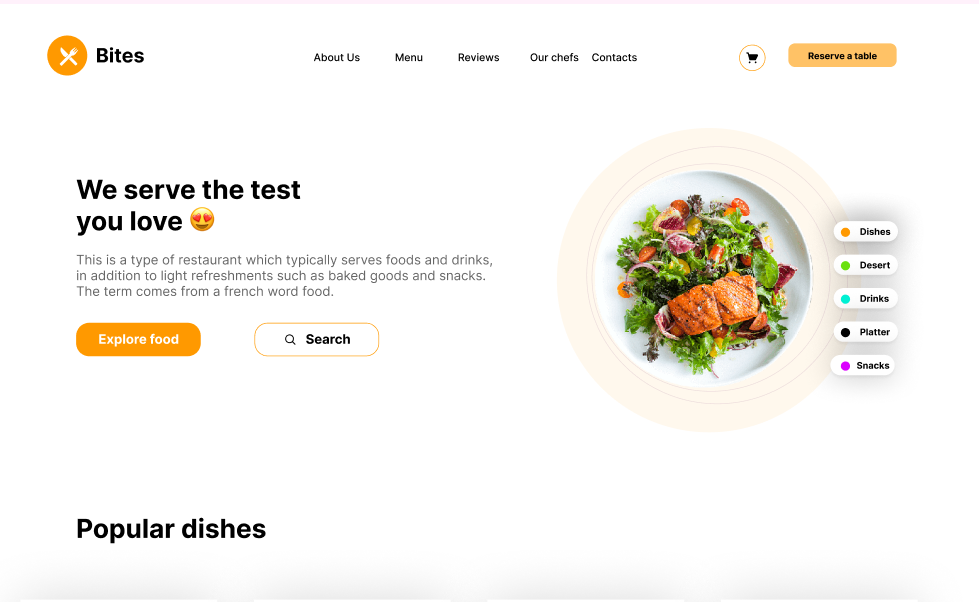 Bites
About Us
Menu
Reviews
Our chefs
Contacts
Reserve a table
We serve the test
you love 😍
This is a type of restaurant which typically serves foods and drinks,
in addition to light refreshments such as baked goods and snacks.
The term comes from a french word food.
Explore food
Search
Dishes
Desert
Drinks
Platter
Snacks
Popular dishes